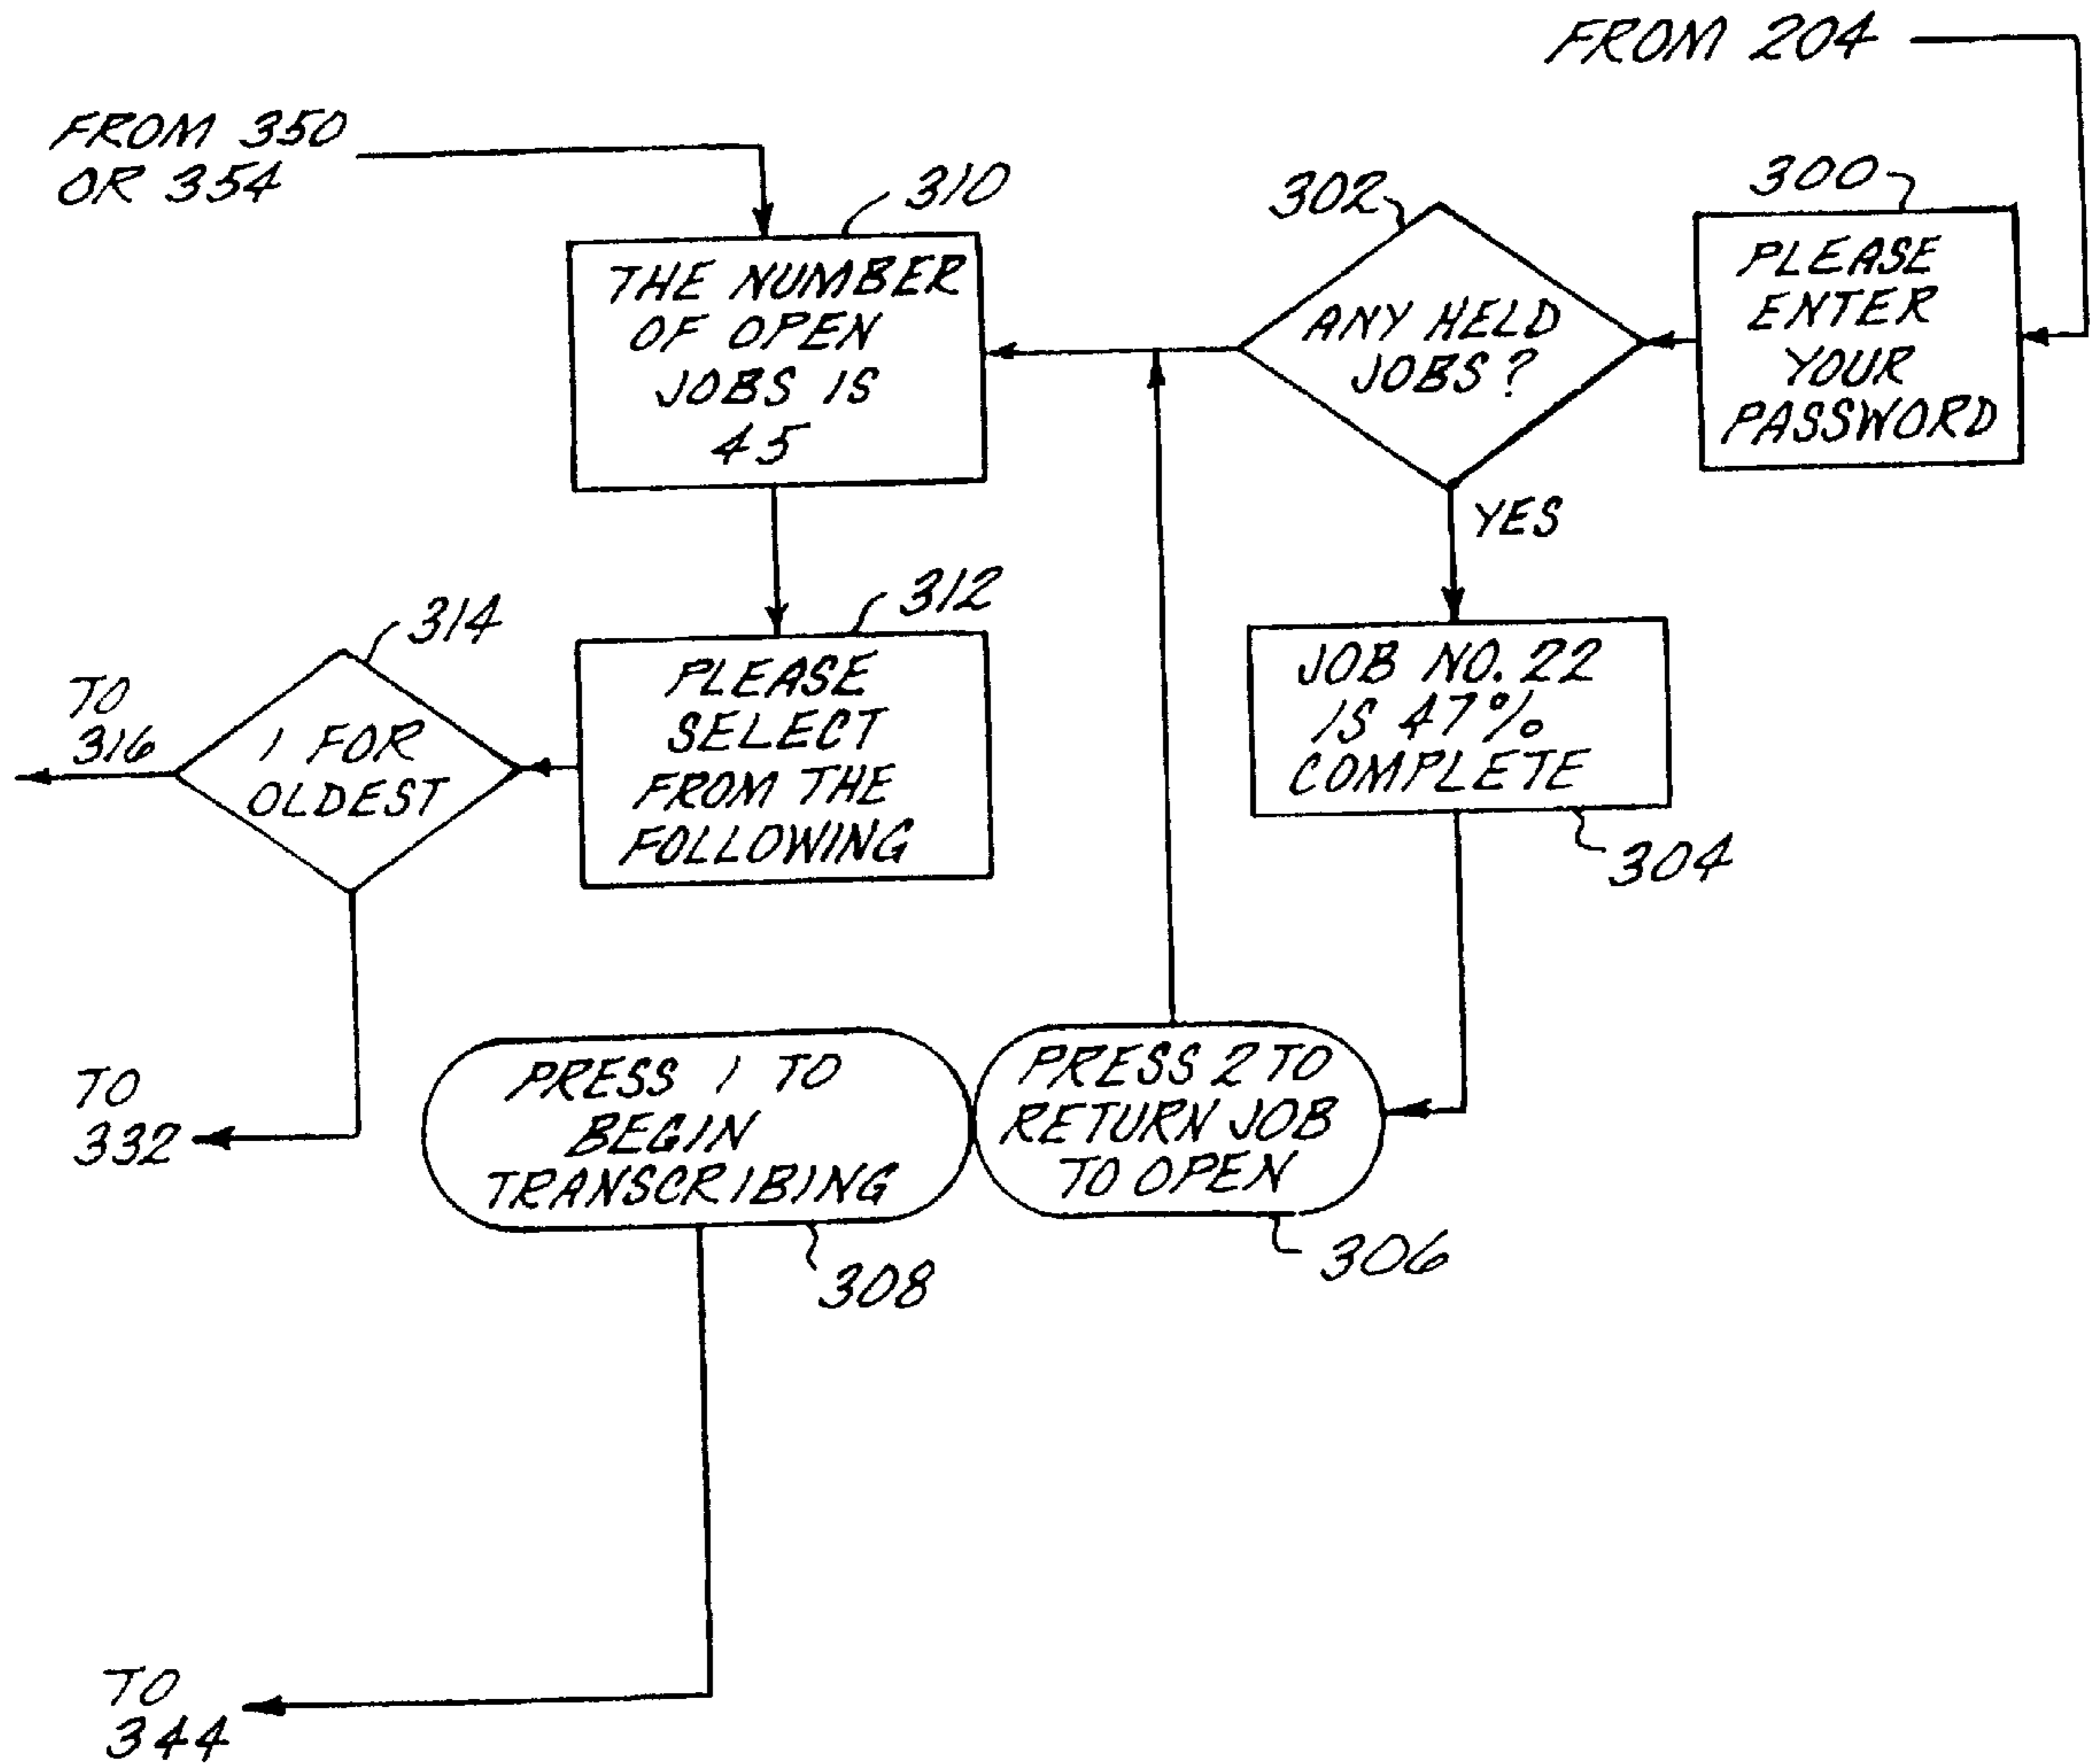 FROM 204
FROM 350
OR 354
310
302
300
THE NUMBER
OF OPEN
JOBS IS
45
ANY HELD
JOBS?
PLEASE
ENTER
YOUR
PASSWORD
YES
314
312
TO
316
1 FOR
OLDEST
PLEASE
SELECT
FROM THE
FOLLOWING
JOB NO. 22
IS 47%
COMPLETE
304
TO
332
PRESS 1 TO
BEGIN
TRANSCRIBING
308
PRESS 2 TO
RETURN JOB
TO OPEN
306
TO
344